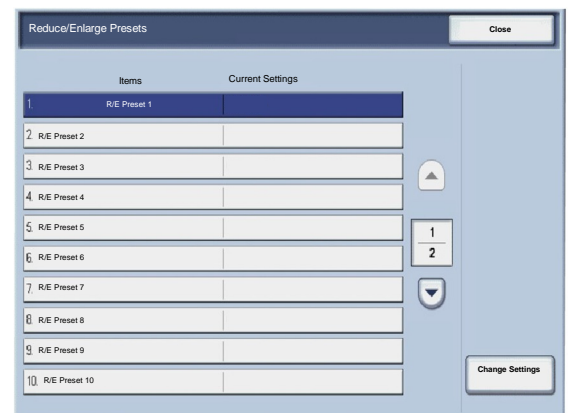 Reduce/Enlarge Presets
Close
Items Current Settings
1. R/E Preset 1
2. R/E Preset 2
3. R/E Preset 3
4. R/E Preset 4
5. R/E Preset 5
1
2
6. R/E Preset 6
7. R/E Preset 7
8. R/E Preset 8
9. R/E Preset 9
10. R/E Preset 10
Change Settings